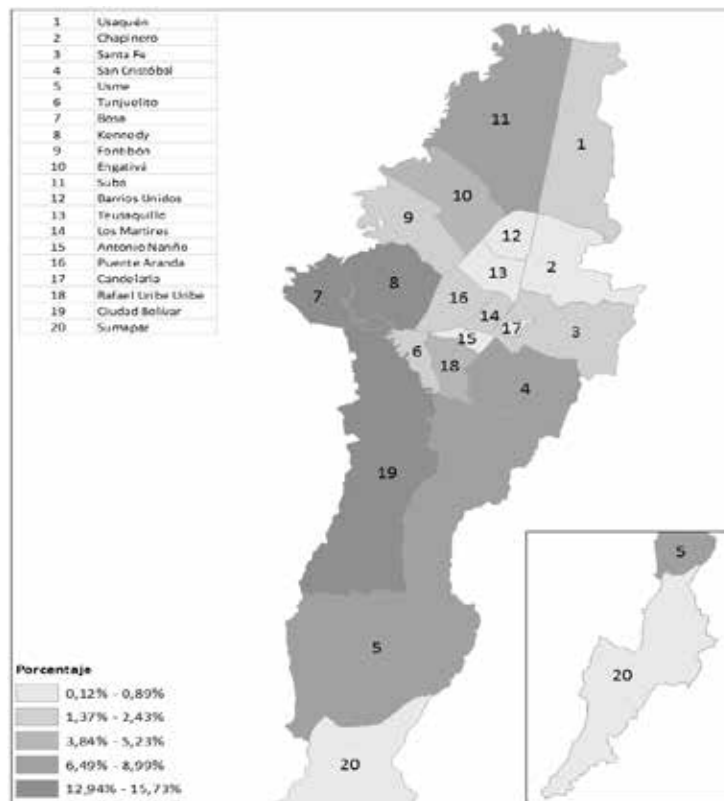 1 Usaquén
2 Chapinero
3 Santa Fe
4 San Cristóbal
5 Usme
6 Tunjuelito
7 Bosa
8 Kennedy
9 Fontibón
10 Engativá
11 Suba
12 Barrios Unidos
13 Teusaquillo
14 Los Martires
15 Antonio Nariño
16 Puente Aranda
17 Candelaria
18 Rafael Uribe Uribe
19 Ciudad Bolívar
20 Sumapaz
11
1
10
9
12
13
2
8
7
16
14
17
3
15
6
18
4
19
5
5
20
20
Porcentaje
0,12% - 0,89%
1,37% - 2,43%
3,84% - 5,23%
6,49% - 8,99%
12,94% - 15,73%